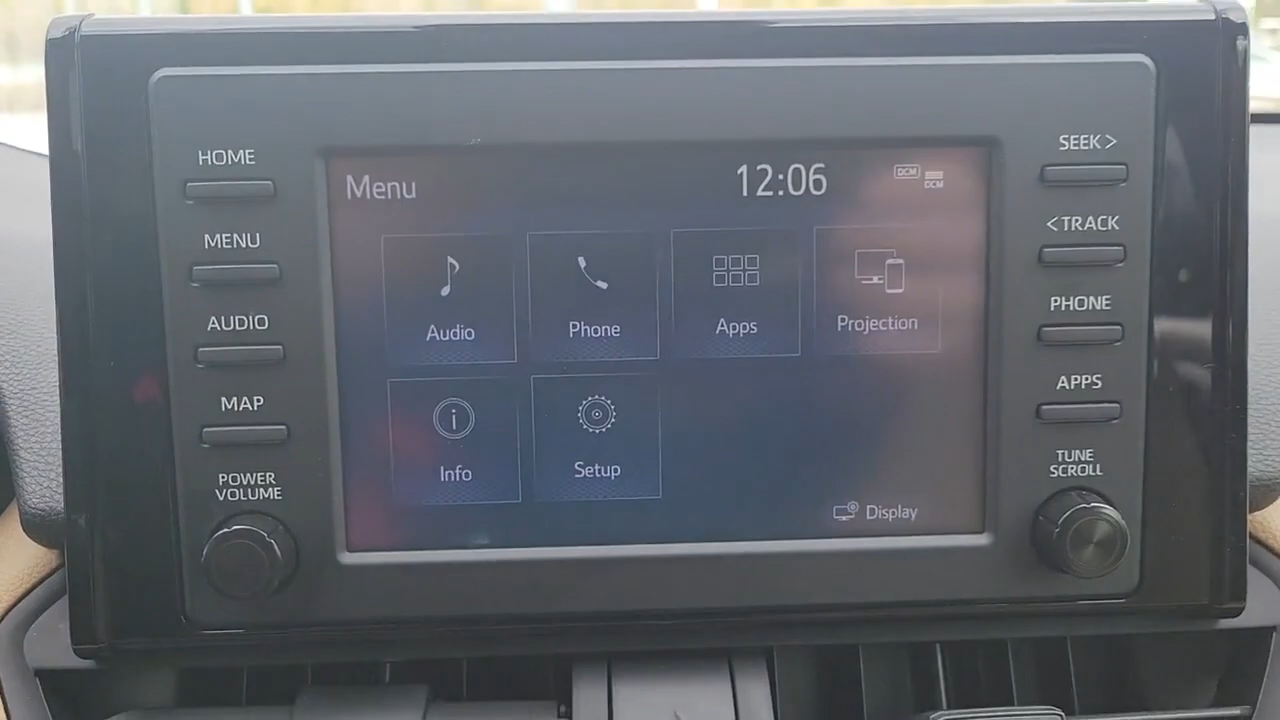 HOME
MENU
AUDIO
MAP
POWER
VOLUME
Menu
12:06
DCM
DCM
Audio
Phone
Apps
Projection
Info
Setup
Display
SEEK >
< TRACK
PHONE
APPS
TUNE
SCROLL